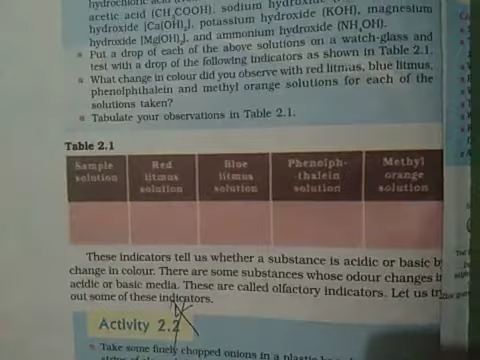 hydrochloric acid
acetic acid (CH₃COOH), sodium hydroxide
hydroxide [Ca(OH)₂], potassium hydroxide (KOH), magnesium
hydroxide [Mg(OH)₂], and ammonium hydroxide (NH₄OH).
Put a drop of each of the above solutions on a watch-glass and
test with a drop of the following indicators as shown in Table 2.1.
What change in colour did you observe with red litmus, blue litmus,
phenolphthalein and methyl orange solutions for each of the
solutions taken?
Tabulate your observations in Table 2.1.
Table 2.1
Sample solution Red litmus solution Blue litmus solution Phenolph-thalein solution Methyl orange solution
These indicators tell us whether a substance is acidic or basic b
change in colour. There are some substances whose odour changes i
acidic or basic media. These are called olfactory indicators. Let us tr
out some of these indicators.
Activity 2.2
Take some finely chopped onions in a plastic